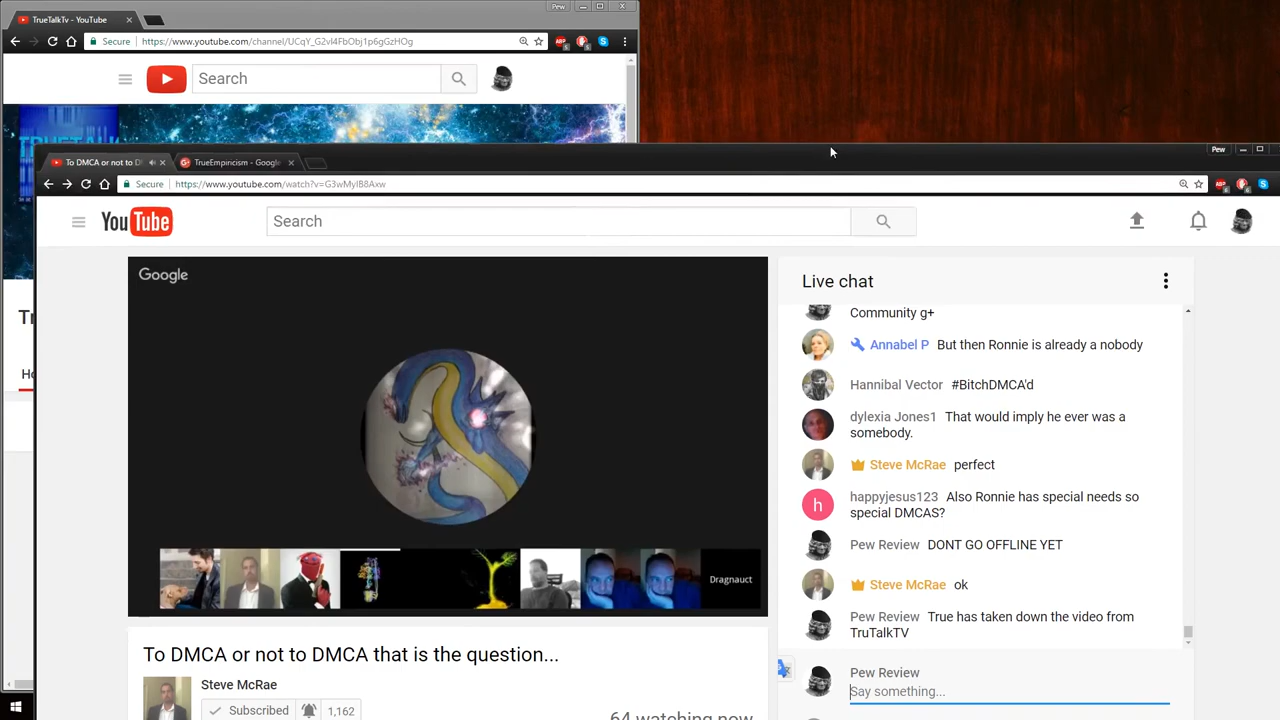 Pew
TrueTalkTv - YouTube
Secure https://www.youtube.com/channel/UCqY_G2vI4FbObj1p6gGzHOg
Search
Pew
To DMCA or not to D
TrueEmpiricism - Google
Secure https://www.youtube.com/watch?v=G3wMyIB8Axw
YouTube
Search
Google
Live chat
Community g+
Annabel P But then Ronnie is already a nobody
Hannibal Vector #BitchDMCA'd
dylexia Jones1 That would imply he ever was a
somebody.
Steve McRae perfect
happyjesus123 Also Ronnie has special needs so
special DMCAS?
h
Pew Review DONT GO OFFLINE YET
Steve McRae ok
Pew Review True has taken down the video from
TruTalkTV
Dragnauct
To DMCA or not to DMCA that is the question...
Steve McRae
Subscribed 1,162
64 watching now
Pew Review
Say something...